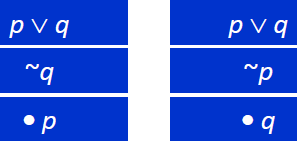 p ∨ q
~q
• p
p ∨ q
~p
• q